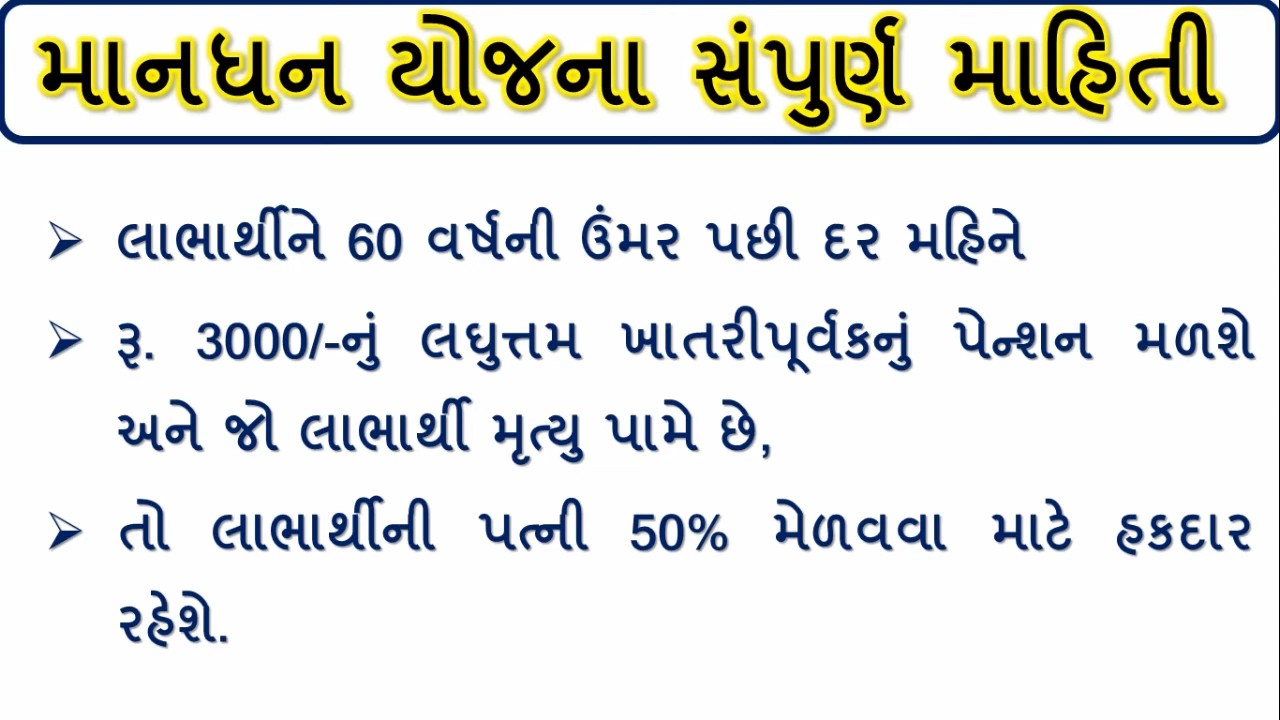 માનધન યોજના સંપુર્ણ માહિતી
➢ લાભાર્થીને 60 વર્ષની ઉંમર પછી દર મહિને
➢ રૂ. 3000/-નું લઘુત્તમ ખાતરીપૂર્વકનું પેન્શન મળશે
અને જો લાભાર્થી મૃત્યુ પામે છે,
➢ તો લાભાર્થીની પત્ની 50% મેળવવા માટે હકદાર
રહેશે.